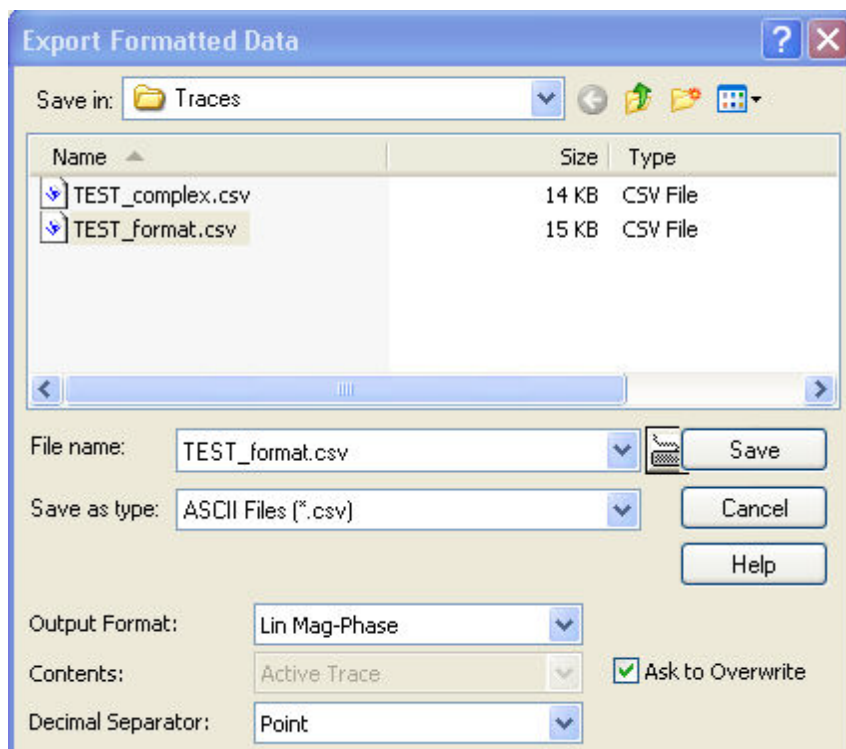 Export Formatted Data
Save in: Traces
Name Size Type
TEST_complex.csv 14 KB CSV File
TEST_format.csv 15 KB CSV File
File name: TEST_format.csv Save
Save as type: ASCII Files (*.csv) Cancel
Help
Output Format: Lin Mag-Phase
Contents: Active Trace Ask to Overwrite
Decimal Separator: Point